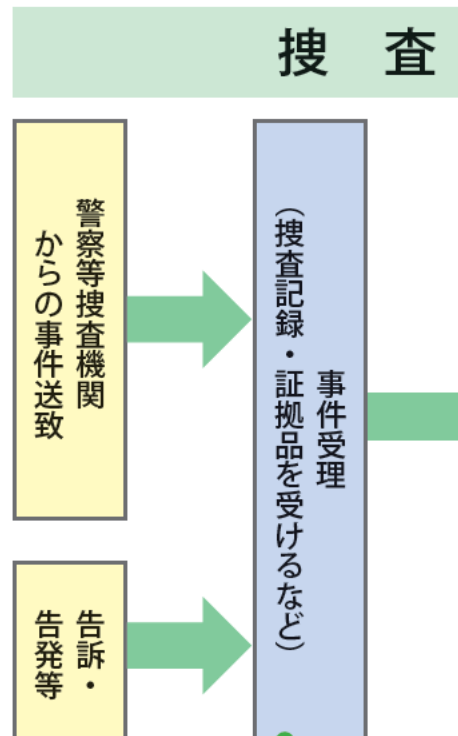 捜 査
警察等捜査機関
からの事件送致
告訴・
告発等
事件受理
（捜査記録・証拠品を受けるなど）